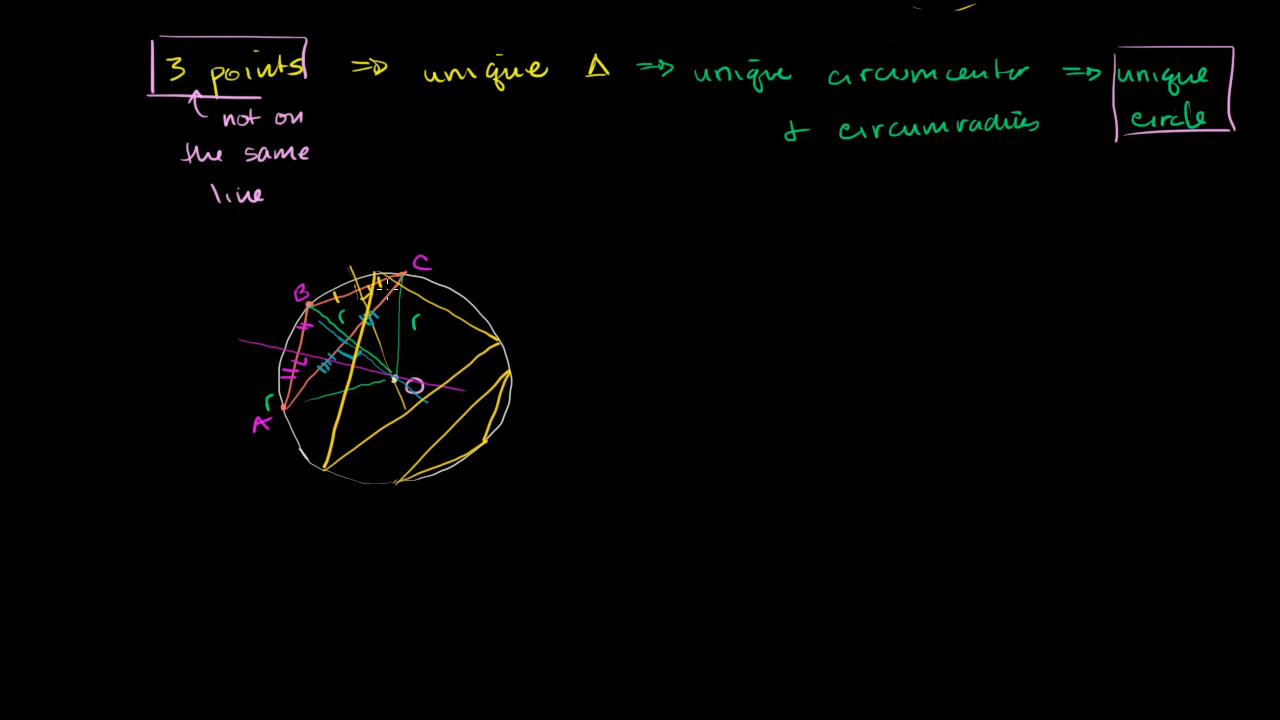 3 points ⇒ unique Δ ⇒ unique circumcenter ⇒ unique
+ circumradius circle
not on
the same
line
C
B
r
r
O
r
A